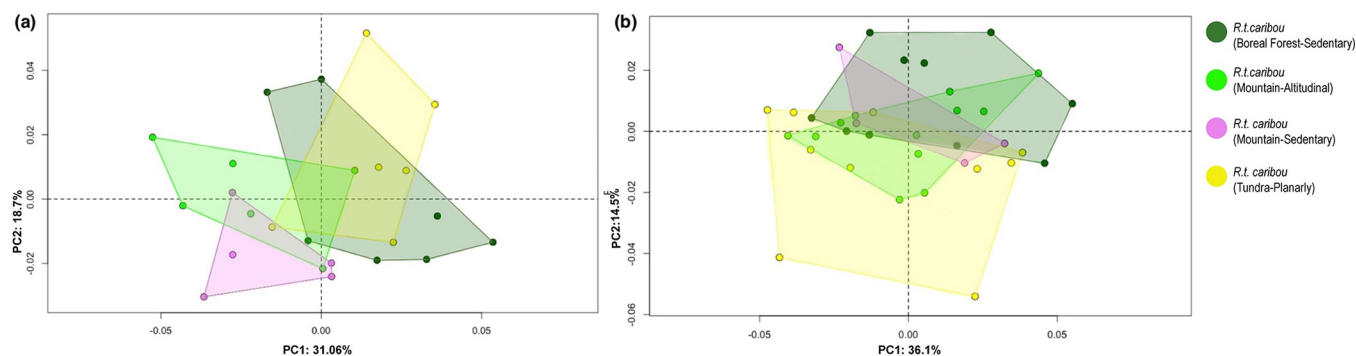 (a)
0.04
0.02
0.00
-0.02
PC2: 18.7%
-0.05
0.00
0.05
PC1: 31.06%
(b)
0.02
0.00
-0.02
-0.04
-0.06
PC2:14.5%
-0.05
0.00
0.05
PC1: 36.1%
R.t.caribou
(Boreal Forest-Sedentary)
R.t.caribou
(Mountain-Altitudinal)
R.t. caribou
(Mountain-Sedentary)
R.t. caribou
(Tundra-Planarly)